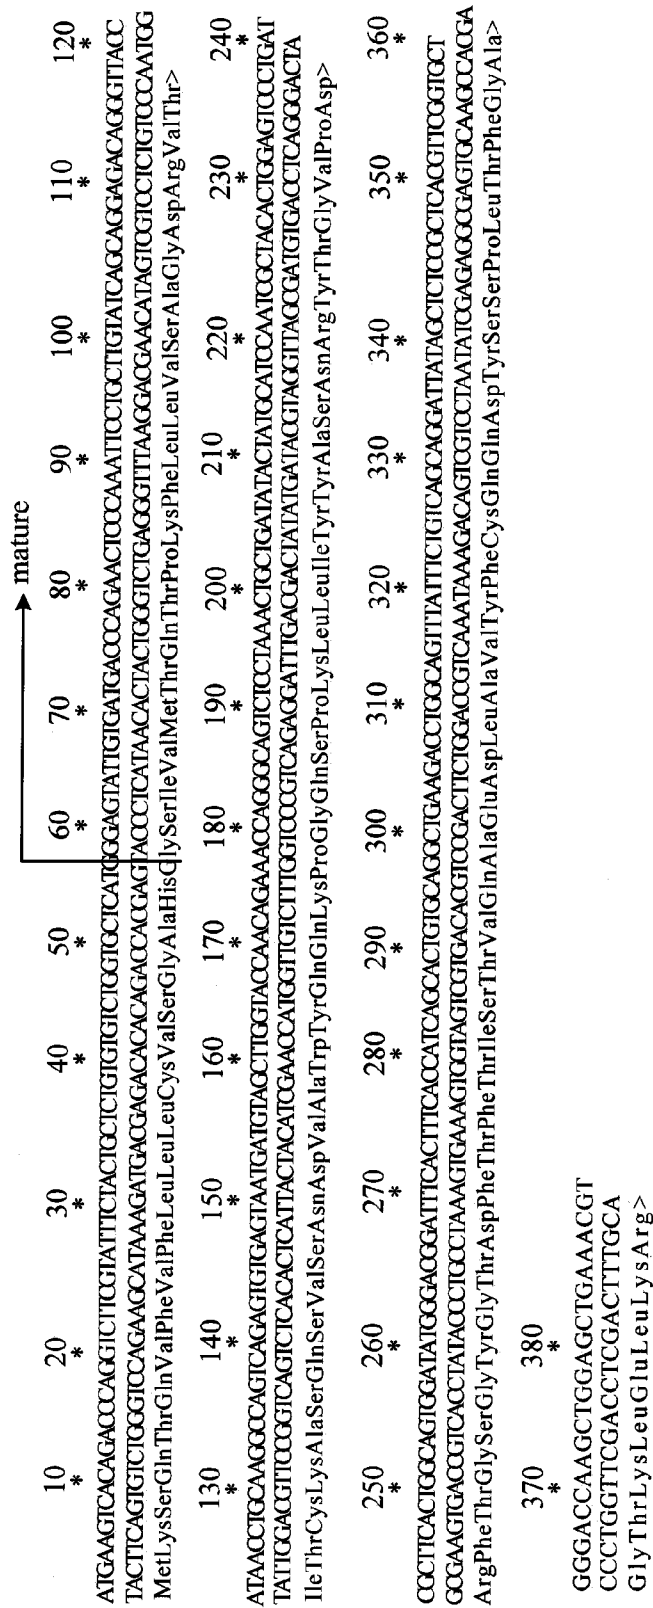 10 20 30 40 50 60 70 80 90 100 110 120
* * * * * * * * * * * *
mature
ATGAAGTCACAGACCCAGGTCTTCGTATTTCTACTGCTCTGTGTGTCTGGTGCTCATGGGAGTATTGTGATGACCCAGACTCCCAAATTCCTGCTTGTATCAGCAGGAGACAGGGTTACC
TACTTCAGTGTCTGGGTCCAGAAGCATAAAGATGACGAGACACACAGACCACGAGTACCCTCATAACACTACTGGGTCTGAGGGTTTAAGGACGAACATAGTCGTCCTCTGTCCCAATGG
MetLysSerGlnThrGlnValPheValPheLeuLeuLeuCysValSerGlyAlaHisGlySerIleValMetThrGlnThrProLysPheLeuLeuValSerAlaGlyAspArgValThr>
130 140 150 160 170 180 190 200 210 220 230 240
* * * * * * * * * * * *
ATAACCTGCAAGGCCAGTCAGAGTGTGAGTAATGATGTAGCTTGGTACCAACAGAAACCAGGGCAGTCTCCTAAACTGCTGATATACTATGCATCCAATCGCTACACTGGAGTCCCTGAT
TATTGGACGTTCCGGTCAGTCTCACACTCATTACTACATCGAACCATGGTTGTCTTTGGTCCCGTCAGAGGATTTGACGACTATATGATACGTAGGTTAGCGATGTGACCTCAGGGACTA
IleThrCysLysAlaSerGlnSerValSerAsnAspValAlaTrpTyrGlnGlnLysProGlyGlnSerProLysLeuLeuIleTyrTyrAlaSerAsnArgTyrThrGlyValProAsp>
250 260 270 280 290 300 310 320 330 340 350 360
* * * * * * * * * * * *
CGCTTCACTGGCAGTGGATATGGGACGGATTTCACTTTCACCATCAGCACTGTGCAGGCTGAAGACCTGGCAGTTTATTTCTGTCAGCAGGATTATAGCTCTCCGCTCACGTTCGGTGCT
GCGAAGTGACCGTCACCTATACCCTGCCTAAAGTGAAAGTGGTAGTCGTGACACGTCCGACTTCTGGACCGTCAAATAAAGACAGTCGTCCTAATATCGAGAGGCGAGTGCAAGCCACGA
ArgPheThrGlySerGlyTyrGlyThrAspPheThrPheThrIleSerThrValGlnAlaGluAspLeuAlaValTyrPheCysGlnGlnAspTyrSerSerProLeuThrPheGlyAla>
370 380
* *
GGGACCAAGCTGGAGCTGAAACGT
CCCTGGTTCGACCTCGACTTTGCA
GlyThrLysLeuGluLeuLysArg>